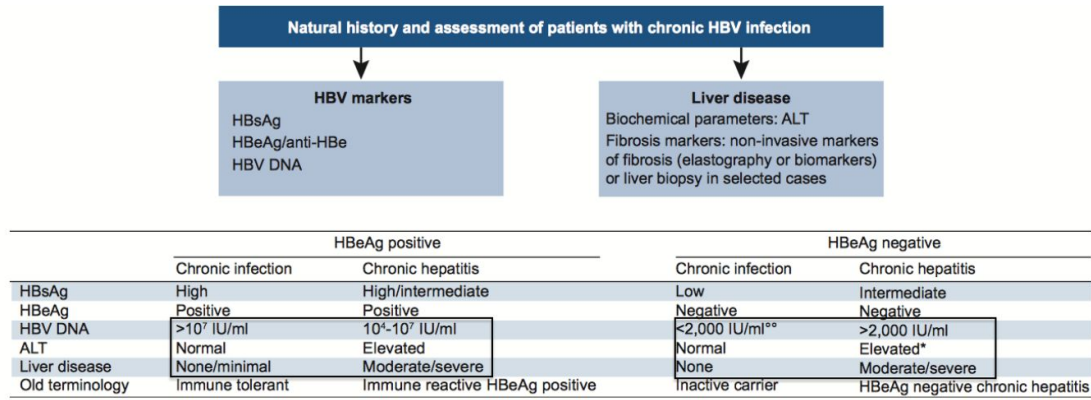 Natural history and assessment of patients with chronic HBV infection
HBV markers
HBsAg
HBeAg/anti-HBe
HBV DNA
Liver disease
Biochemical parameters: ALT
Fibrosis markers: non-invasive markers
of fibrosis (elastography or biomarkers)
or liver biopsy in selected cases
HBeAg positive HBeAg negative
Chronic infection Chronic hepatitis Chronic infection Chronic hepatitis
HBsAg High High/intermediate Low Intermediate
HBeAg Positive Positive Negative Negative
HBV DNA >10⁷ IU/ml 10⁴-10⁷ IU/ml <2,000 IU/ml°° >2,000 IU/ml
ALT Normal Elevated Normal Elevated*
Liver disease None/minimal Moderate/severe None Moderate/severe
Old terminology Immune tolerant Immune reactive HBeAg positive Inactive carrier HBeAg negative chronic hepatitis